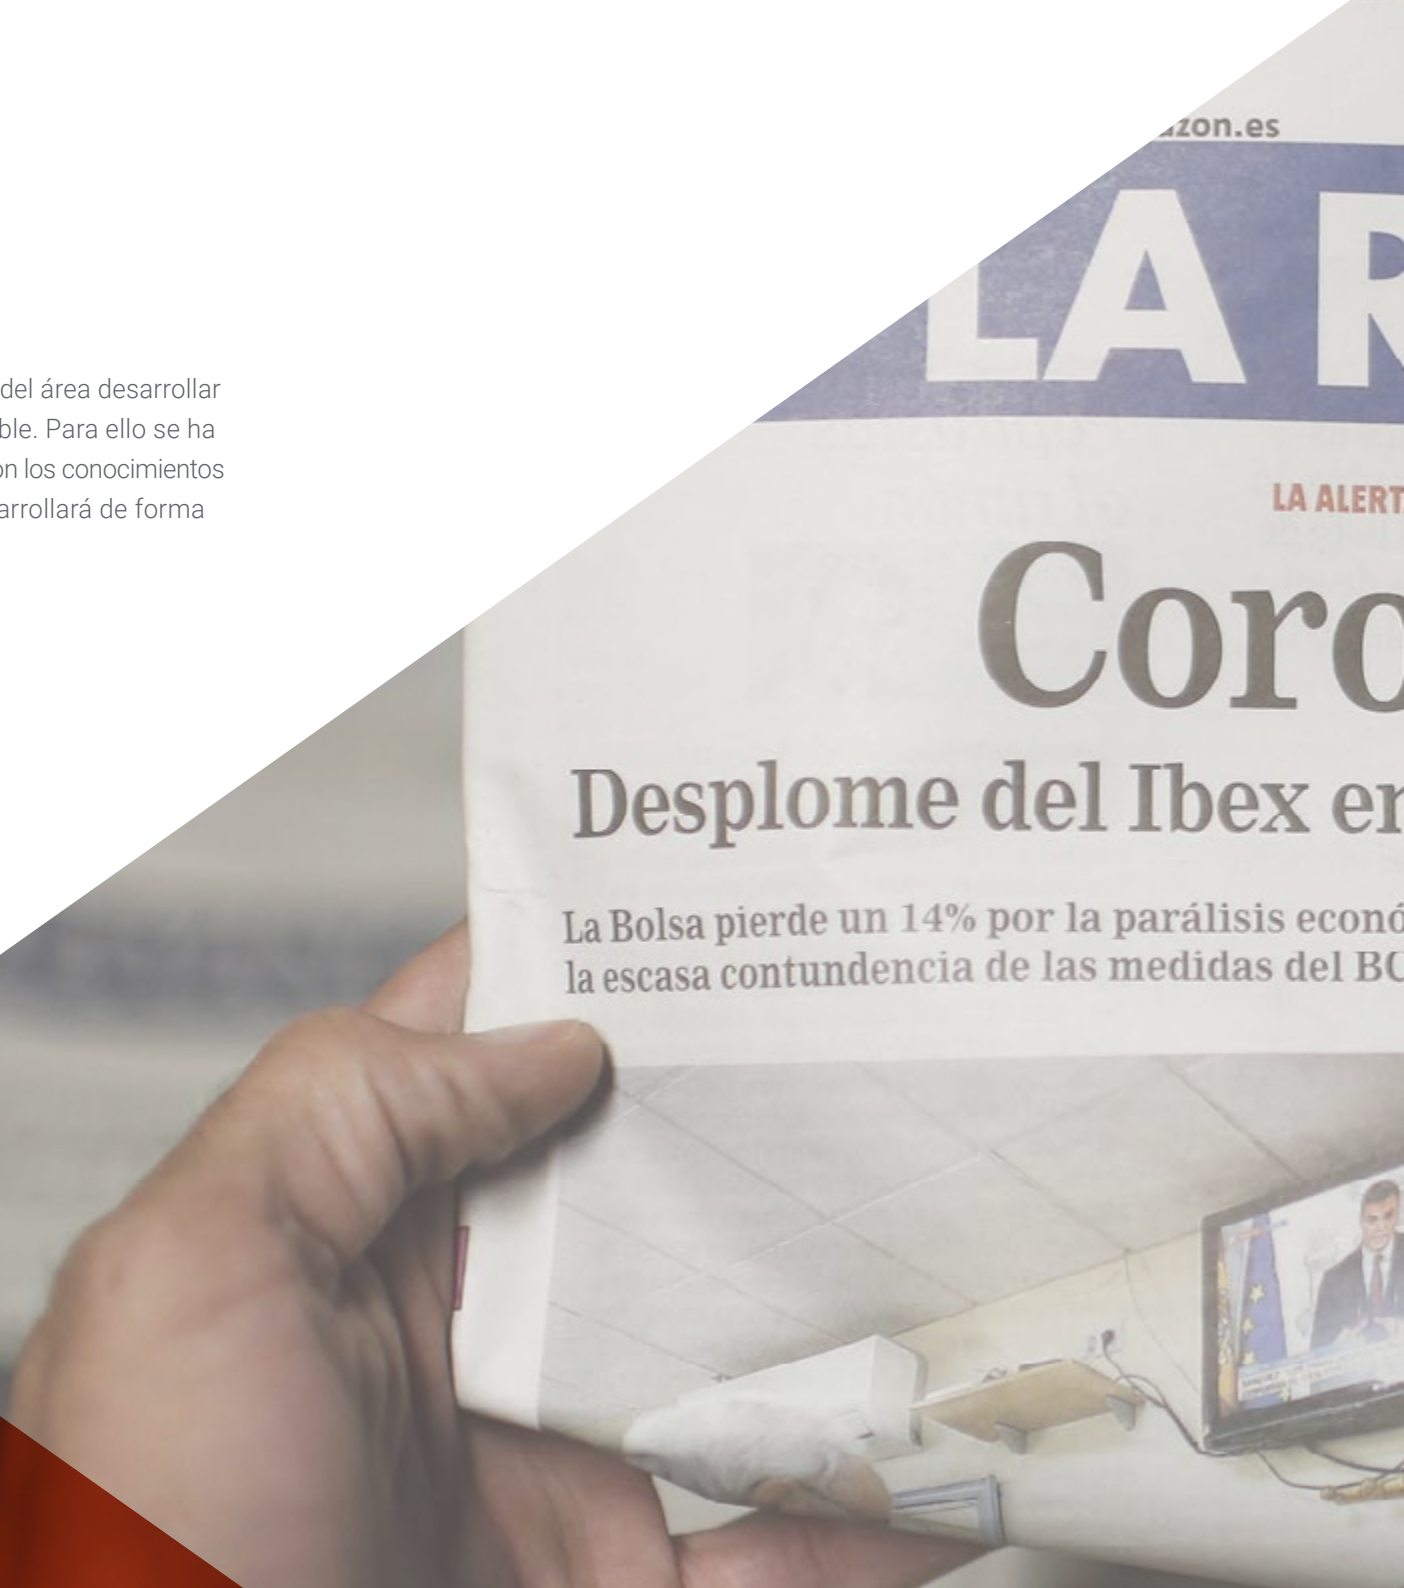 del área desarrollar
ble. Para ello se ha
on los conocimientos
arrollará de forma
azon.es
LA R
LA ALERT
Coro
Desplome del Ibex en
La Bolsa pierde un 14% por la parálisis econó
la escasa contundencia de las medidas del BC